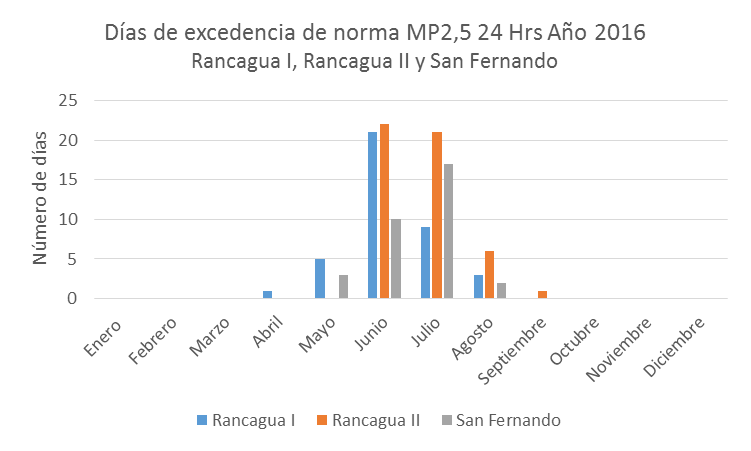 Días de excedencia de norma MP2,5 24 Hrs Año 2016
Rancagua I, Rancagua II y San Fernando
Número de días
25
20
15
10
5
0
Enero
Febrero
Marzo
Abril
Mayo
Junio
Julio
Agosto
Septiembre
Octubre
Noviembre
Diciembre
Rancagua I
Rancagua II
San Fernando